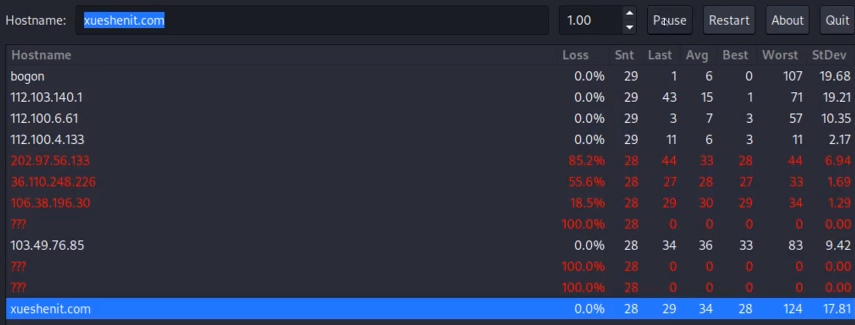 Hostname: xueshenit.com 1.00 Pause Restart About Quit
Hostname Loss Snt Last Avg Best Worst StDev
bogon 0.0% 29 1 6 0 107 19.68
112.103.140.1 0.0% 29 43 15 1 71 19.21
112.100.6.61 0.0% 29 3 7 3 57 10.35
112.100.4.133 0.0% 29 11 6 3 11 2.17
202.97.56.133 85.2% 28 44 33 28 44 6.94
36.110.248.226 55.6% 28 27 28 27 33 1.69
106.38.196.30 18.5% 28 29 30 29 34 1.29
??? 100.0% 28 0 0 0 0 0.00
103.49.76.85 0.0% 28 34 36 33 83 9.42
??? 100.0% 28 0 0 0 0 0.00
??? 100.0% 28 0 0 0 0 0.00
xueshenit.com 0.0% 28 29 34 28 124 17.81